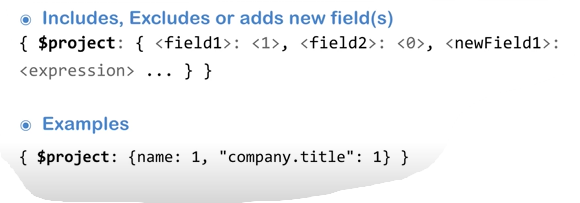 Includes, Excludes or adds new field(s)
{ $project: { <field1>: <1>, <field2>: <0>, <newField1>:
<expression> ... } }
Examples
{ $project: {name: 1, "company.title": 1} }